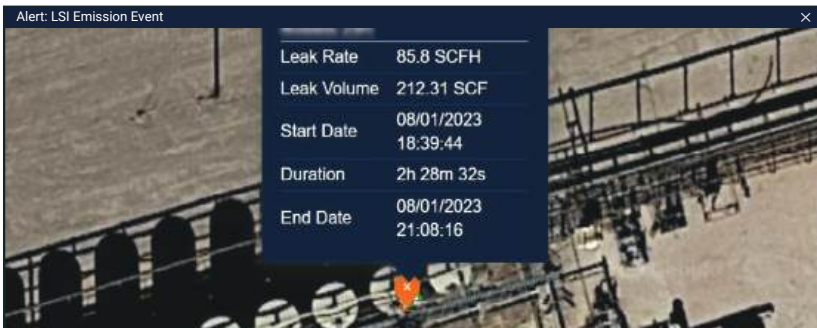 Alert: LSI Emission Event
Leak Rate 85.8 SCFH
Leak Volume 212.31 SCF
Start Date 08/01/2023
18:39:44
Duration 2h 28m 32s
End Date 08/01/2023
21:08:16